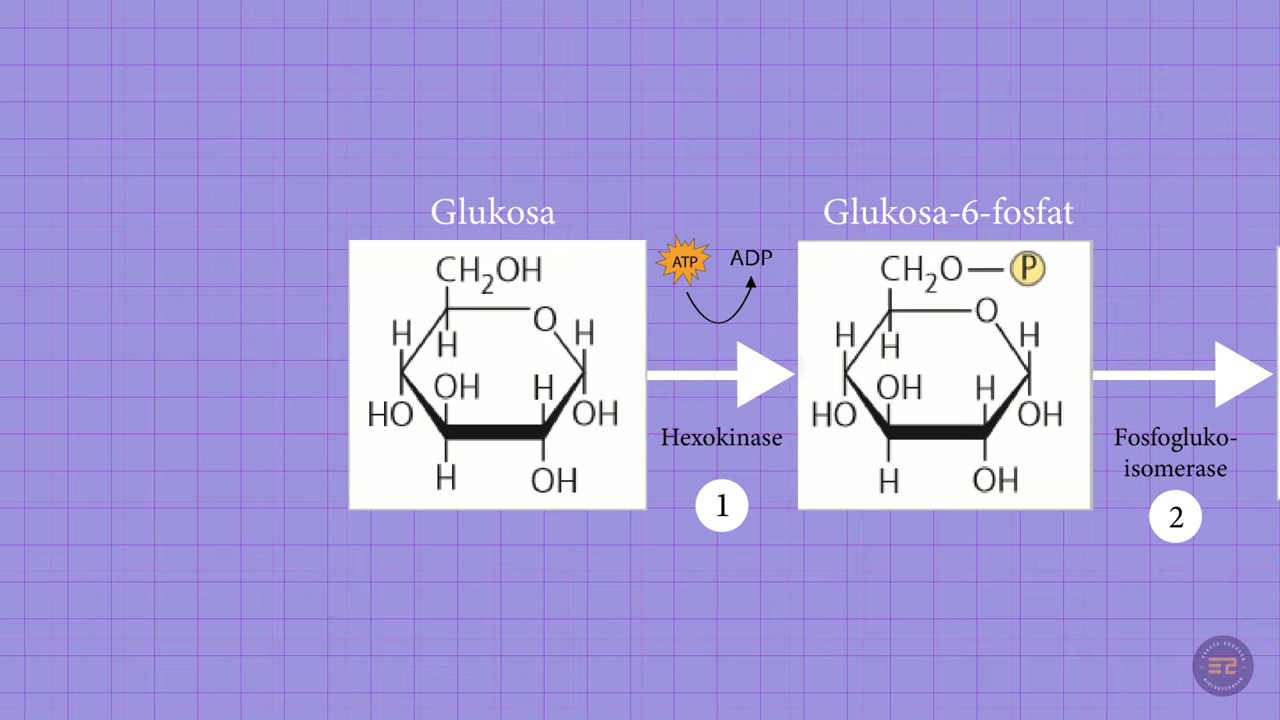 Glukosa
Glukosa-6-fosfat
CH2OH
O
H
H
H
OH
H
HO
OH
H
OH
ATP
ADP
Hexokinase
1
CH2O
P
O
H
H
H
OH
H
HO
OH
H
OH
Fosfogluko-
isomerase
2